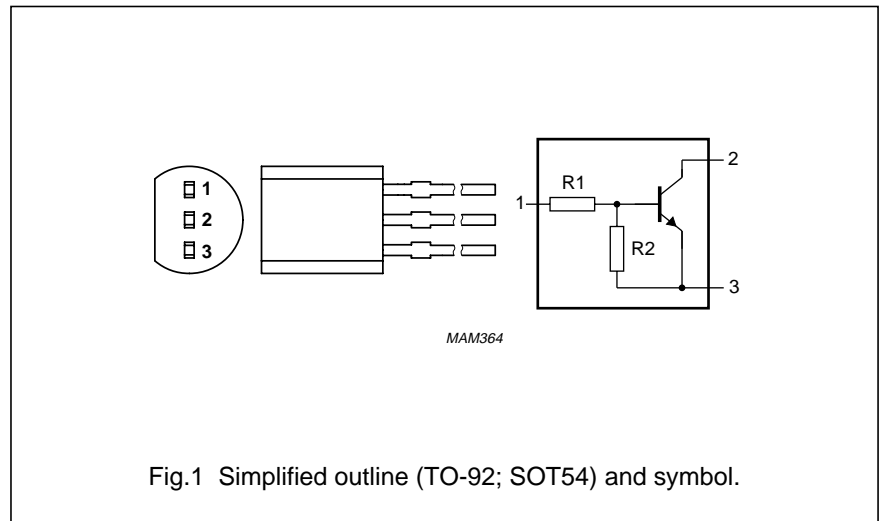 1
2
3
1
R1
R2
2
3
MAM364
Fig.1 Simplified outline (TO-92; SOT54) and symbol.